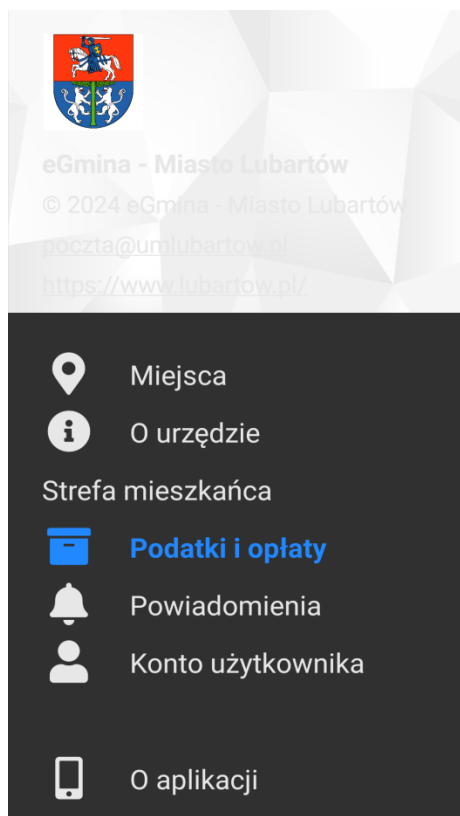 eGmina - Miasto Lubartów
© 2024 eGmina - Miasto Lubartów
poczta@umlubartow.pl
https://www.lubartow.pl/
Miejsca
O urzędzie
Strefa mieszkańca
Podatki i opłaty
Powiadomienia
Konto użytkownika
O aplikacji